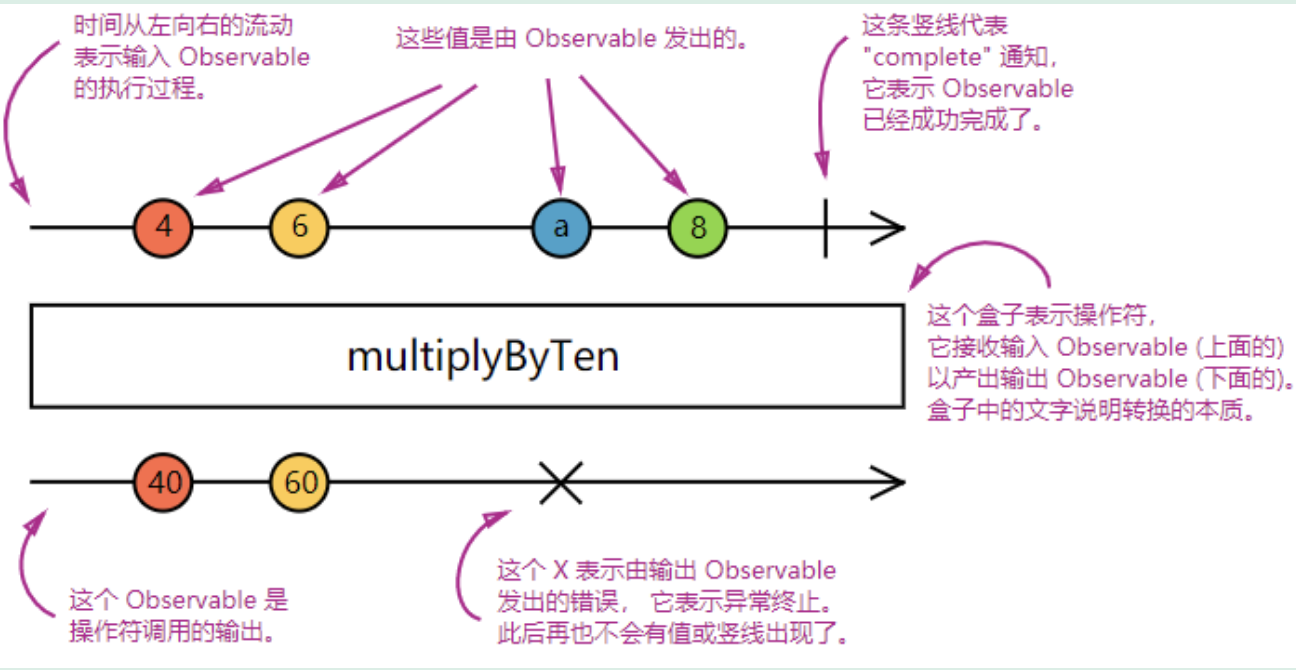 时间从左向右的流动
表示输入 Observable
的执行过程。
这些值是由 Observable 发出的。
这条竖线代表
"complete" 通知，
它表示 Observable
已经成功完成了。
4
6
a
8
multiplyByTen
这个盒子表示操作符，
它接收输入 Observable (上面的)
以产出输出 Observable (下面的)。
盒子中的文字说明转换的本质。
40
60
这个 Observable 是
操作符调用的输出。
这个 X 表示由输出 Observable
发出的错误， 它表示异常终止。
此后再也不会有值或竖线出现了。